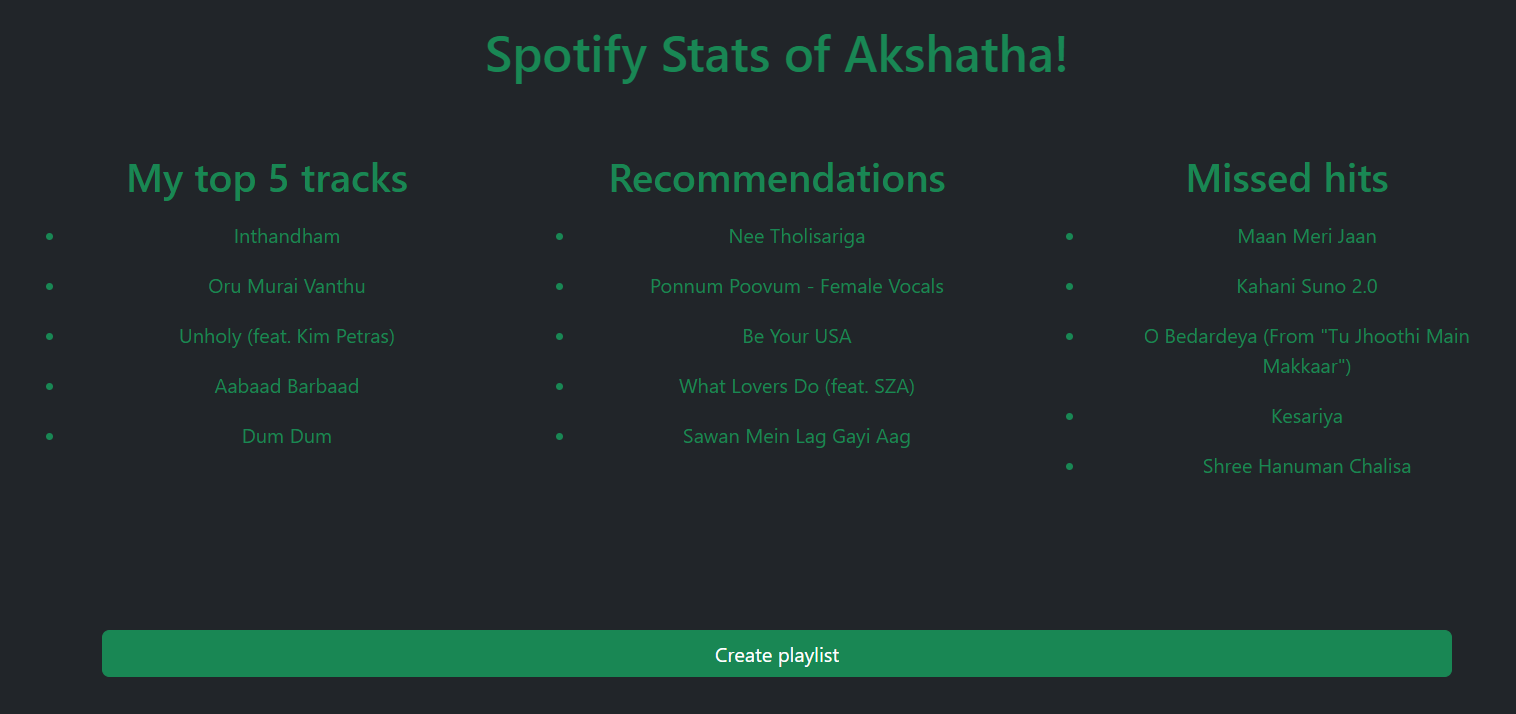 Spotify Stats of Akshatha!
My top 5 tracks
Inthandham
Oru Murai Vanthu
Unholy (feat. Kim Petras)
Aabaad Barbaad
Dum Dum
Recommendations
Nee Tholisariga
Ponnum Poovum - Female Vocals
Be Your USA
What Lovers Do (feat. SZA)
Sawan Mein Lag Gayi Aag
Missed hits
Maan Meri Jaan
Kahani Suno 2.0
O Bedardeya (From "Tu Jhoothi Main
Makkaar")
Kesariya
Shree Hanuman Chalisa
Create playlist